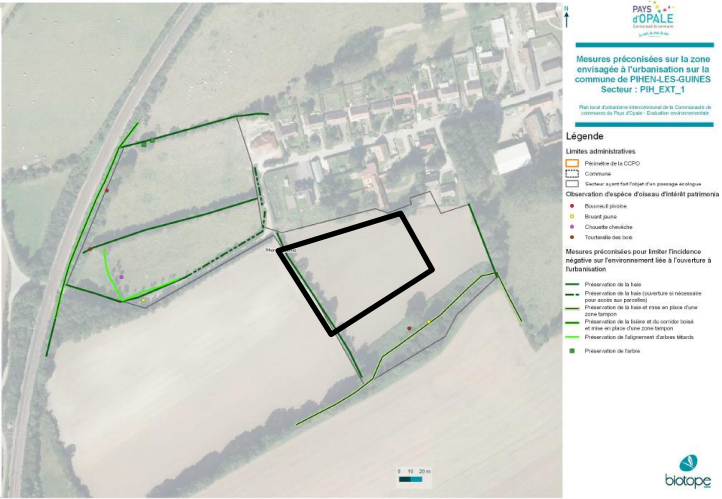 PAYS
d'OPALE
N
Mesures préconisées sur la zone
envisagée à l'urbanisation sur la
commune de PIHEN-LES-GUINES
Secteur : PIH_EXT_1
Plan local d'urbanisme intercommunal de la Communauté de
communes du Pays d'Opale - Evaluation environnementale
Légende
Limites administratives
Périmètre de la CCPO
Commune
Secteur ayant fait l'objet d'un passage écologue
Observation d'espèce d'oiseau d'intérêt patrimonia
Bouvreuil pivoine
Bruant jaune
Chouette chevêche
Tourterelle des bois
Mesures préconisées pour limiter l'incidence
négative sur l'environnement liée à l'ouverture à
l'urbanisation
Préservation de la haie
Préservation de la haie (ouverture si nécessaire
pour accès aux parcelles)
Préservation de la haie et mise en place d'une
zone tampon
Préservation de la lisière et du corridor boisé
et mise en place d'une zone tampon
Préservation de l'alignement d'arbres têtards
Préservation de l'arbre
0 10 20 m
biotope